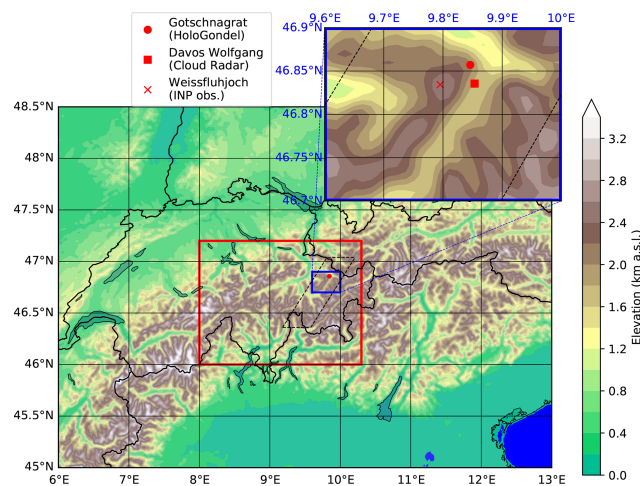 Gotschnagrat
(HoloGondel)
Davos Wolfgang
(Cloud Radar)
Weissfluhjoch
(INP obs.)
9.6°E 9.7°E 9.8°E 9.9°E 10°E
46.9°N
46.85°N
46.8°N
46.75°N
46.7°N
48.5°N
48°N
47.5°N
47°N
46.5°N
46°N
45.5°N
45°N
6°E 7°E 8°E 9°E 10°E 11°E 12°E 13°E
3.2
2.8
2.4
2.0
1.6
1.2
0.8
0.4
0.0
Elevation (km a.s.l.)